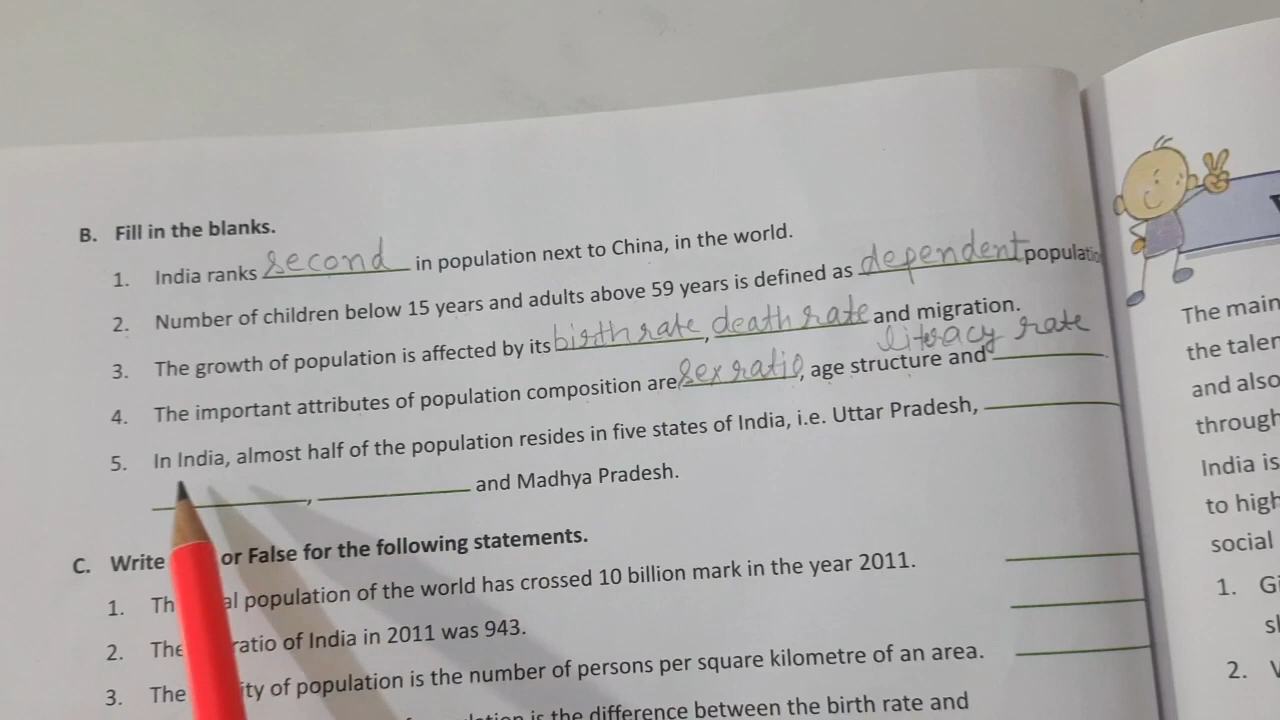 B. Fill in the blanks.
1. India ranks second in population next to China, in the world.
2. Number of children below 15 years and adults above 59 years is defined as dependent populatio
3. The growth of population is affected by its birth rate, death rate and migration.
4. The important attributes of population composition are sex ratio, age structure and literacy rate.
5. In India, almost half of the population resides in five states of India, i.e. Uttar Pradesh, ________
________, ________ and Madhya Pradesh.
C. Write or False for the following statements.
1. Th al population of the world has crossed 10 billion mark in the year 2011.
2. The ratio of India in 2011 was 943.
3. The ity of population is the number of persons per square kilometre of an area.
is the difference between the birth rate and
The main
the talen
and also
through
India is
to high
social
1. Gi
sl
2.